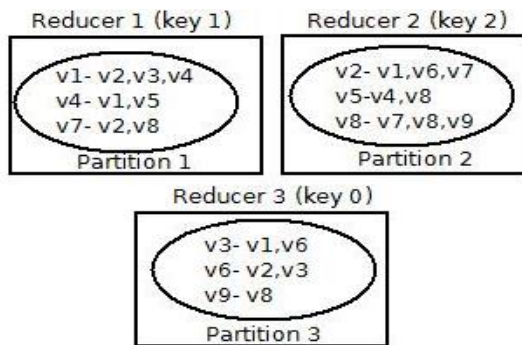 Reducer 1 (key 1)
v1- v2,v3,v4
v4- v1,v5
v7- v2,v8
Partition 1
Reducer 2 (key 2)
v2- v1,v6,v7
v5-v4,v8
v8- v7,v8,v9
Partition 2
Reducer 3 (key 0)
v3- v1,v6
v6- v2,v3
v9- v8
Partition 3